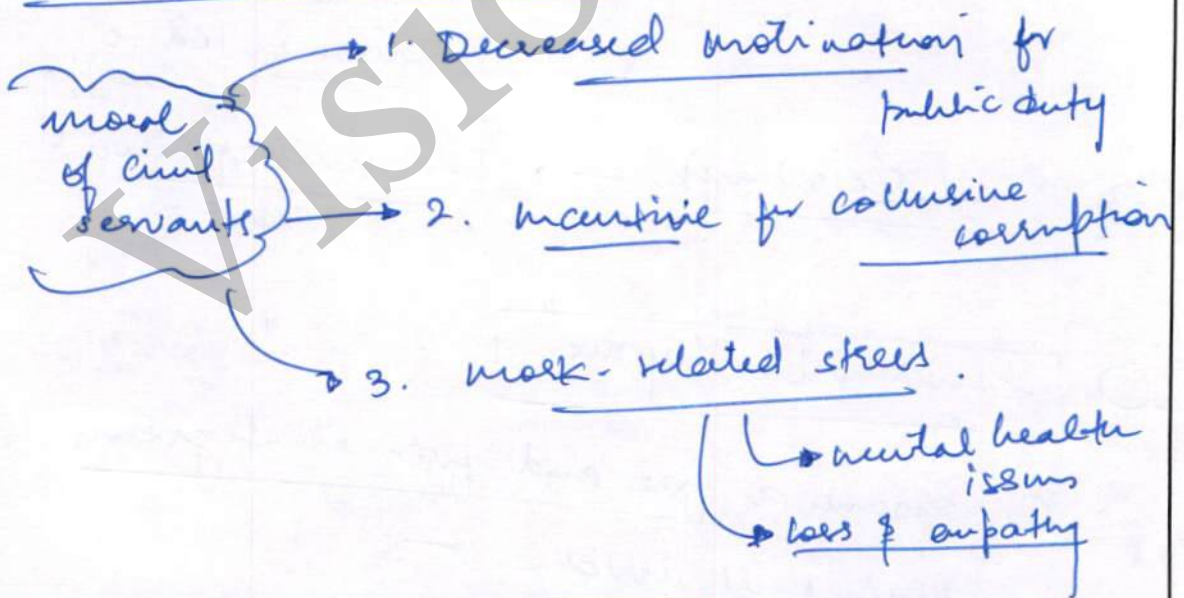 1. Decreased motivation for
public duty
moral
of civil
servants
2. incentive for collusive
corruption
3. work-related stress.
mental health
issues
loss of empathy
VISIO